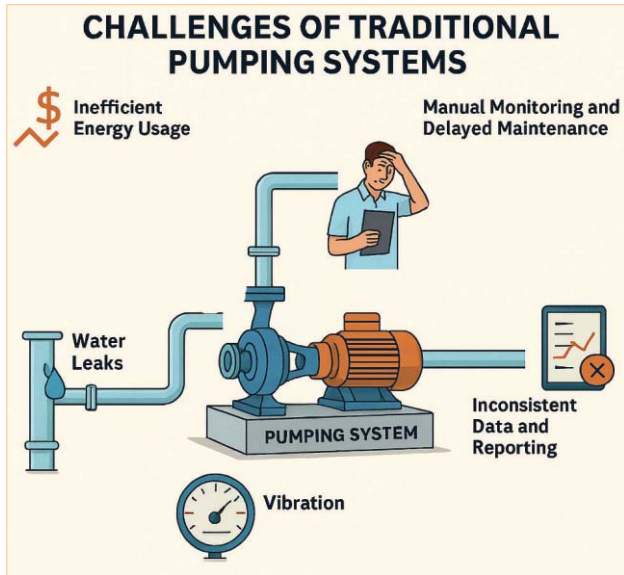 CHALLENGES OF TRADITIONAL
PUMPING SYSTEMS
$ Inefficient
Energy Usage
Manual Monitoring and
Delayed Maintenance
Water
Leaks
PUMPING SYSTEM
Inconsistent
Data and
Reporting
Vibration